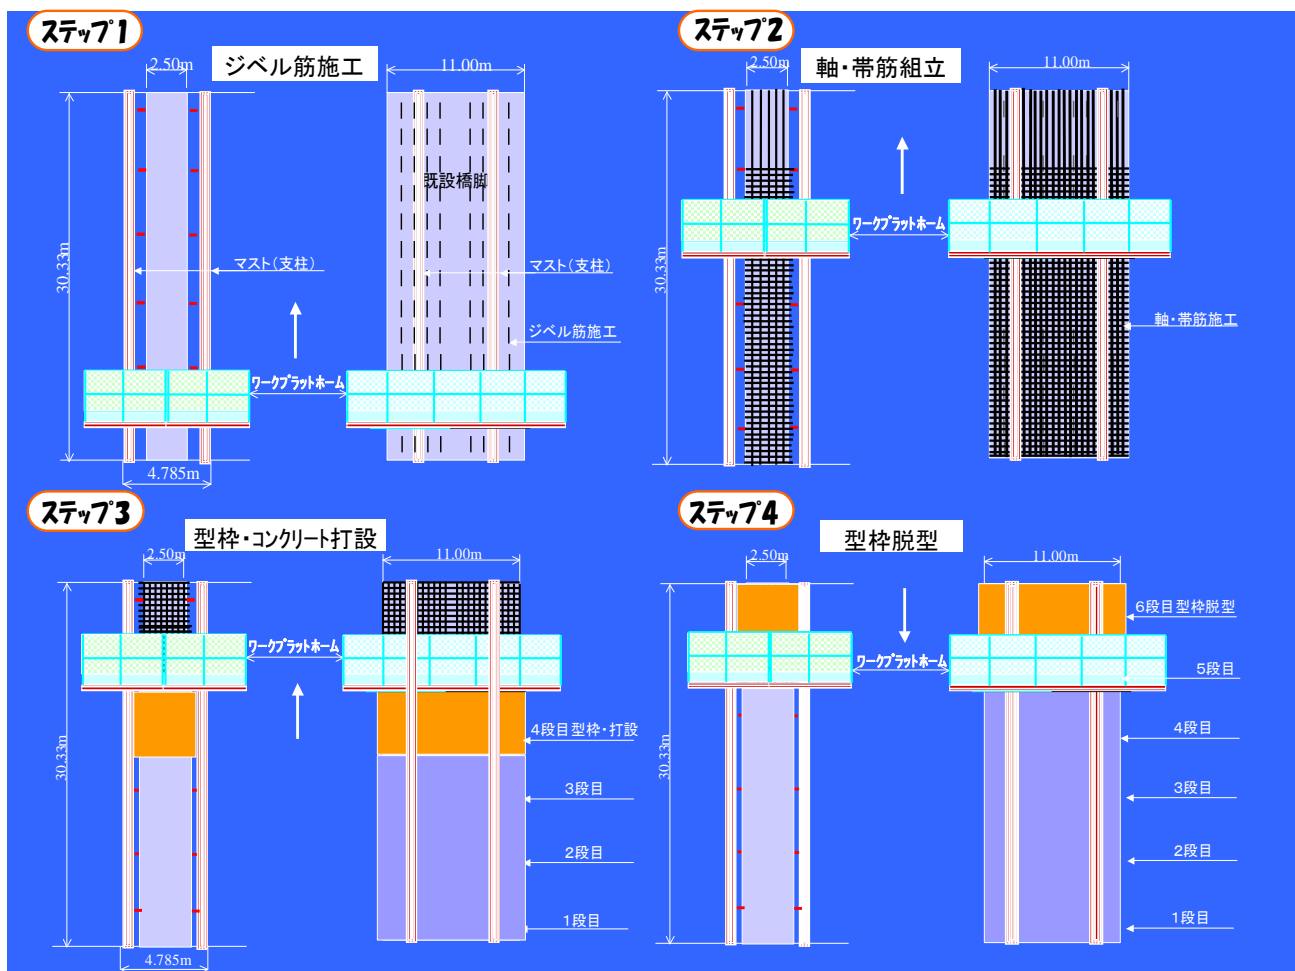 ステップ1
ジベル筋施工
2.50m
11.00m
30.33m
既設橋脚
マスト(支柱)
マスト(支柱)
ジベル筋施工
ワークプラットホーム
4.785m
ステップ2
軸・帯筋組立
2.50m
11.00m
30.33m
ワークプラットホーム
軸・帯筋施工
ステップ3
型枠・コンクリート打設
2.50m
11.00m
30.33m
ワークプラットホーム
4段目型枠・打設
3段目
2段目
1段目
4.785m
ステップ4
型枠脱型
2.50m
11.00m
30.33m
6段目型枠脱型
ワークプラットホーム
5段目
4段目
3段目
2段目
1段目